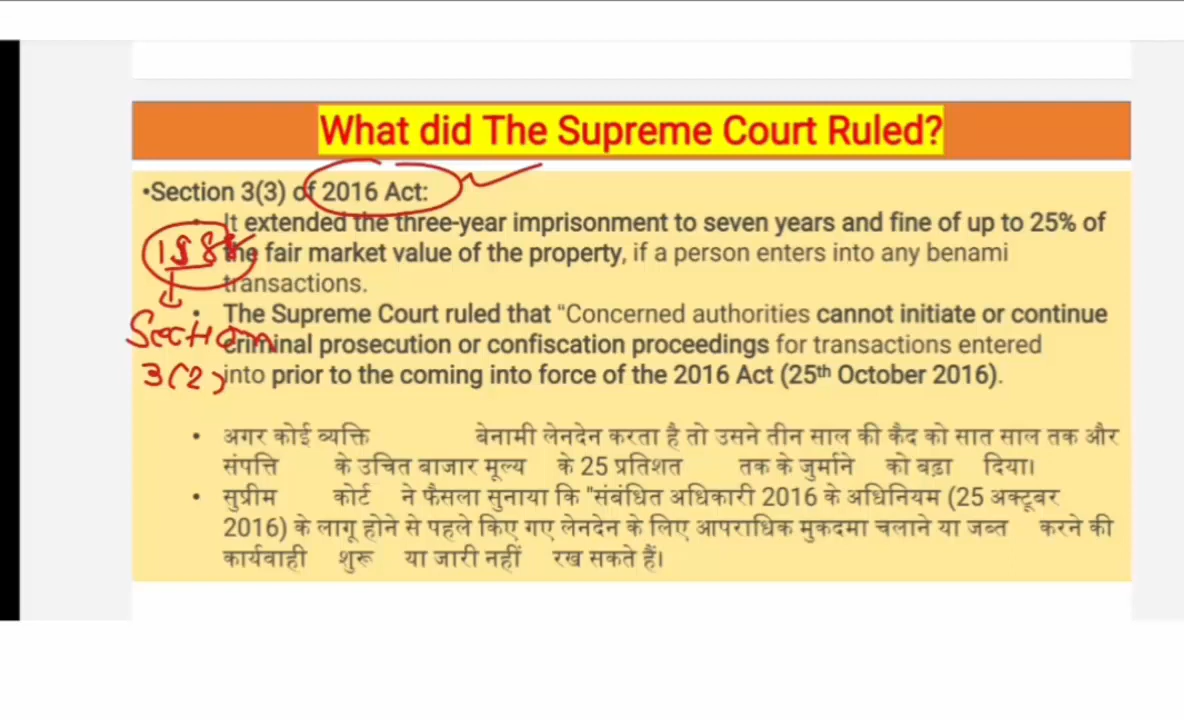 What did The Supreme Court Ruled?
•Section 3(3) of 2016 Act:
• It extended the three-year imprisonment to seven years and fine of up to 25% of
the fair market value of the property, if a person enters into any benami
transactions.
1988
• The Supreme Court ruled that “Concerned authorities cannot initiate or continue
criminal prosecution or confiscation proceedings for transactions entered
into prior to the coming into force of the 2016 Act (25th October 2016).
Section
3(2)
• अगर कोई व्यक्ति बेनामी लेनदेन करता है तो उसने तीन साल की कैद को सात साल तक और
संपत्ति के उचित बाजार मूल्य के 25 प्रतिशत तक के जुर्माने को बढ़ा दिया।
• सुप्रीम कोर्ट ने फैसला सुनाया कि "संबंधित अधिकारी 2016 के अधिनियम (25 अक्टूबर
2016) के लागू होने से पहले किए गए लेनदेन के लिए आपराधिक मुकदमा चलाने या जब्त करने की
कार्यवाही शुरू या जारी नहीं रख सकते हैं।